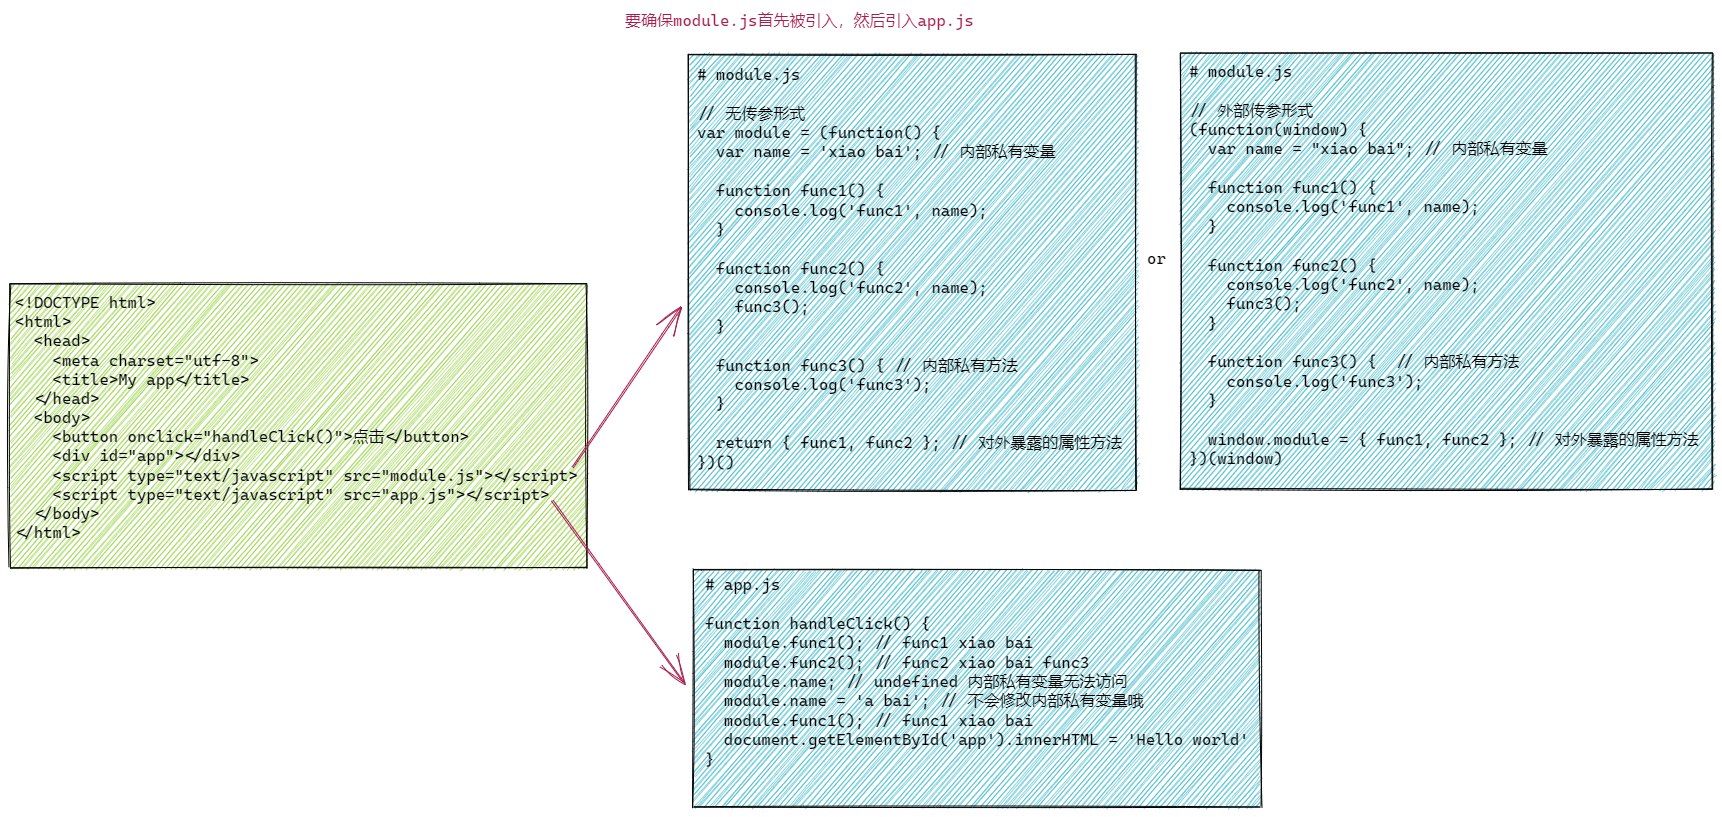 要确保module.js首先被引入，然后引入app.js
# module.js
// 无传参形式
var module = (function() {
  var name = 'xiao bai'; // 内部私有变量
  function func1() {
    console.log('func1', name);
  }
  function func2() {
    console.log('func2', name);
    func3();
  }
  function func3() { // 内部私有方法
    console.log('func3');
  }
  return { func1, func2 }; // 对外暴露的属性方法
})()
or
# module.js
// 外部传参形式
(function(window) {
  var name = "xiao bai"; // 内部私有变量
  function func1() {
    console.log('func1', name);
  }
  function func2() {
    console.log('func2', name);
    func3();
  }
  function func3() {  // 内部私有方法
    console.log('func3');
  }
  window.module = { func1, func2 }; // 对外暴露的属性方法
})(window)
<!DOCTYPE html>
<html>
  <head>
    <meta charset="utf-8">
    <title>My app</title>
  </head>
  <body>
    <button onclick="handleClick()">点击</button>
    <div id="app"></div>
    <script type="text/javascript" src="module.js"></script>
    <script type="text/javascript" src="app.js"></script>
  </body>
</html>
# app.js
function handleClick() {
  module.func1(); // func1 xiao bai
  module.func2(); // func2 xiao bai func3
  module.name; // undefined 内部私有变量无法访问
  module.name = 'a bai'; // 不会修改内部私有变量哦
  module.func1(); // func1 xiao bai
  document.getElementById('app').innerHTML = 'Hello world'
}